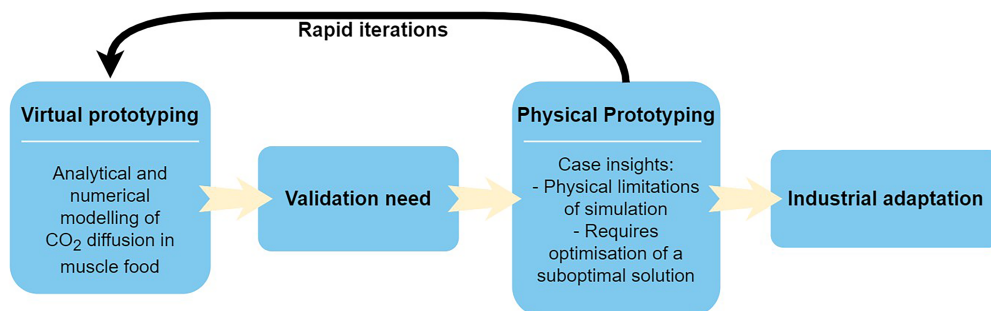 Rapid iterations
Virtual prototyping
Analytical and
numerical
modelling of
CO₂ diffusion in
muscle food
Validation need
Physical Prototyping
Case insights:
- Physical limitations
of simulation
- Requires
optimisation of a
suboptimal solution
Industrial adaptation